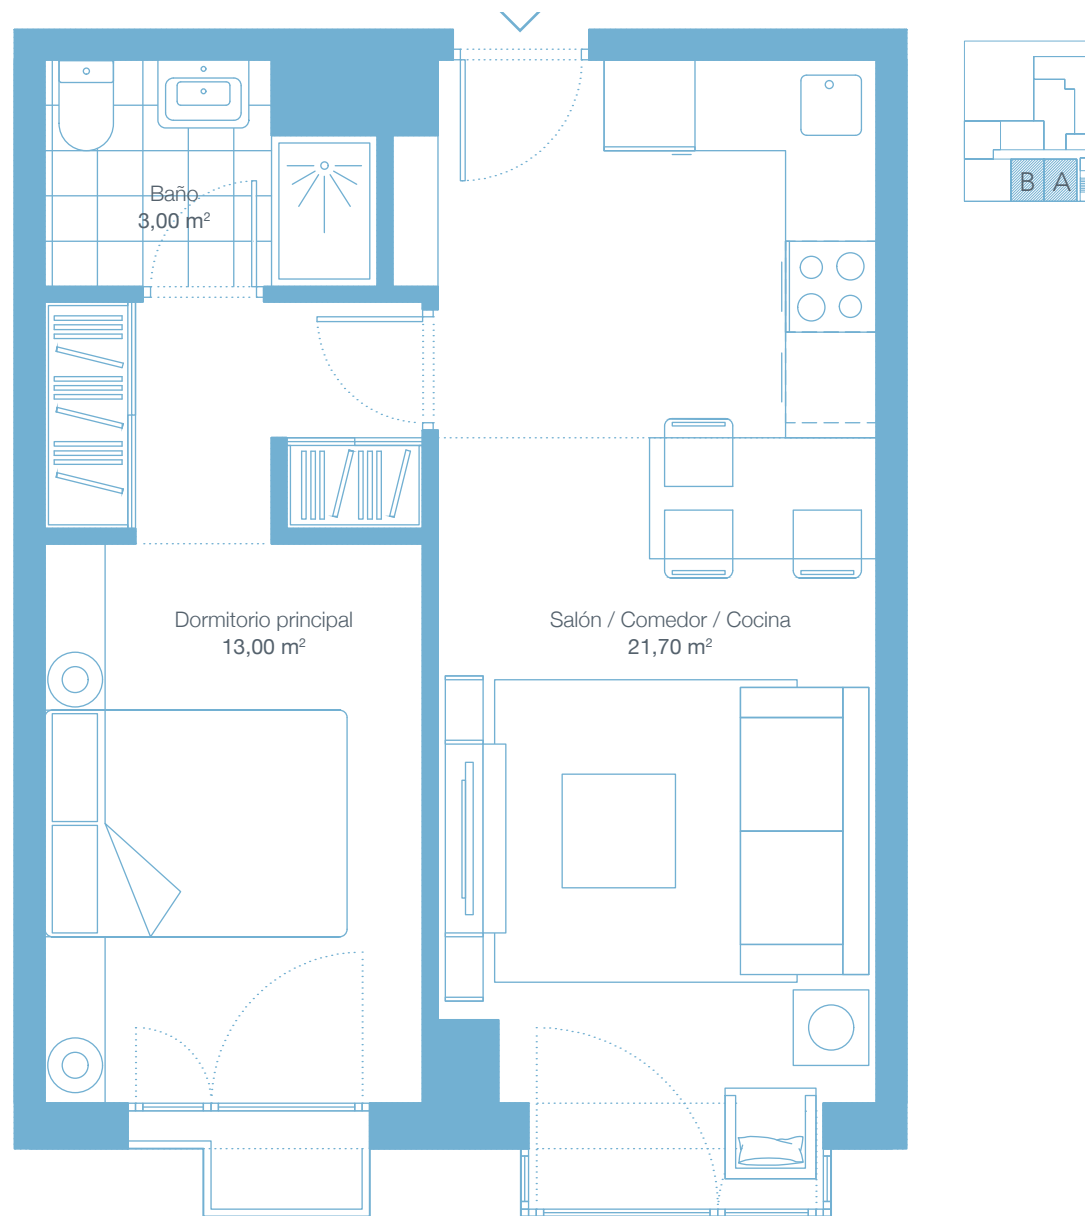 Baño
3,00 m²
B A
Dormitorio principal
13,00 m²
Salón / Comedor / Cocina
21,70 m²